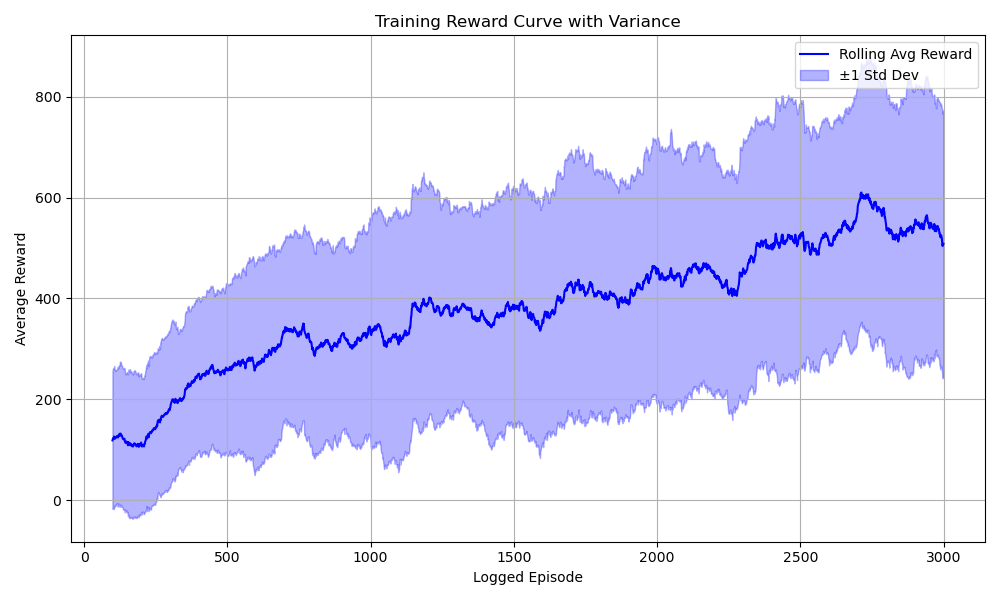 Training Reward Curve with Variance
Rolling Avg Reward
±1 Std Dev
800
600
400
200
0
Average Reward
0 500 1000 1500 2000 2500 3000
Logged Episode